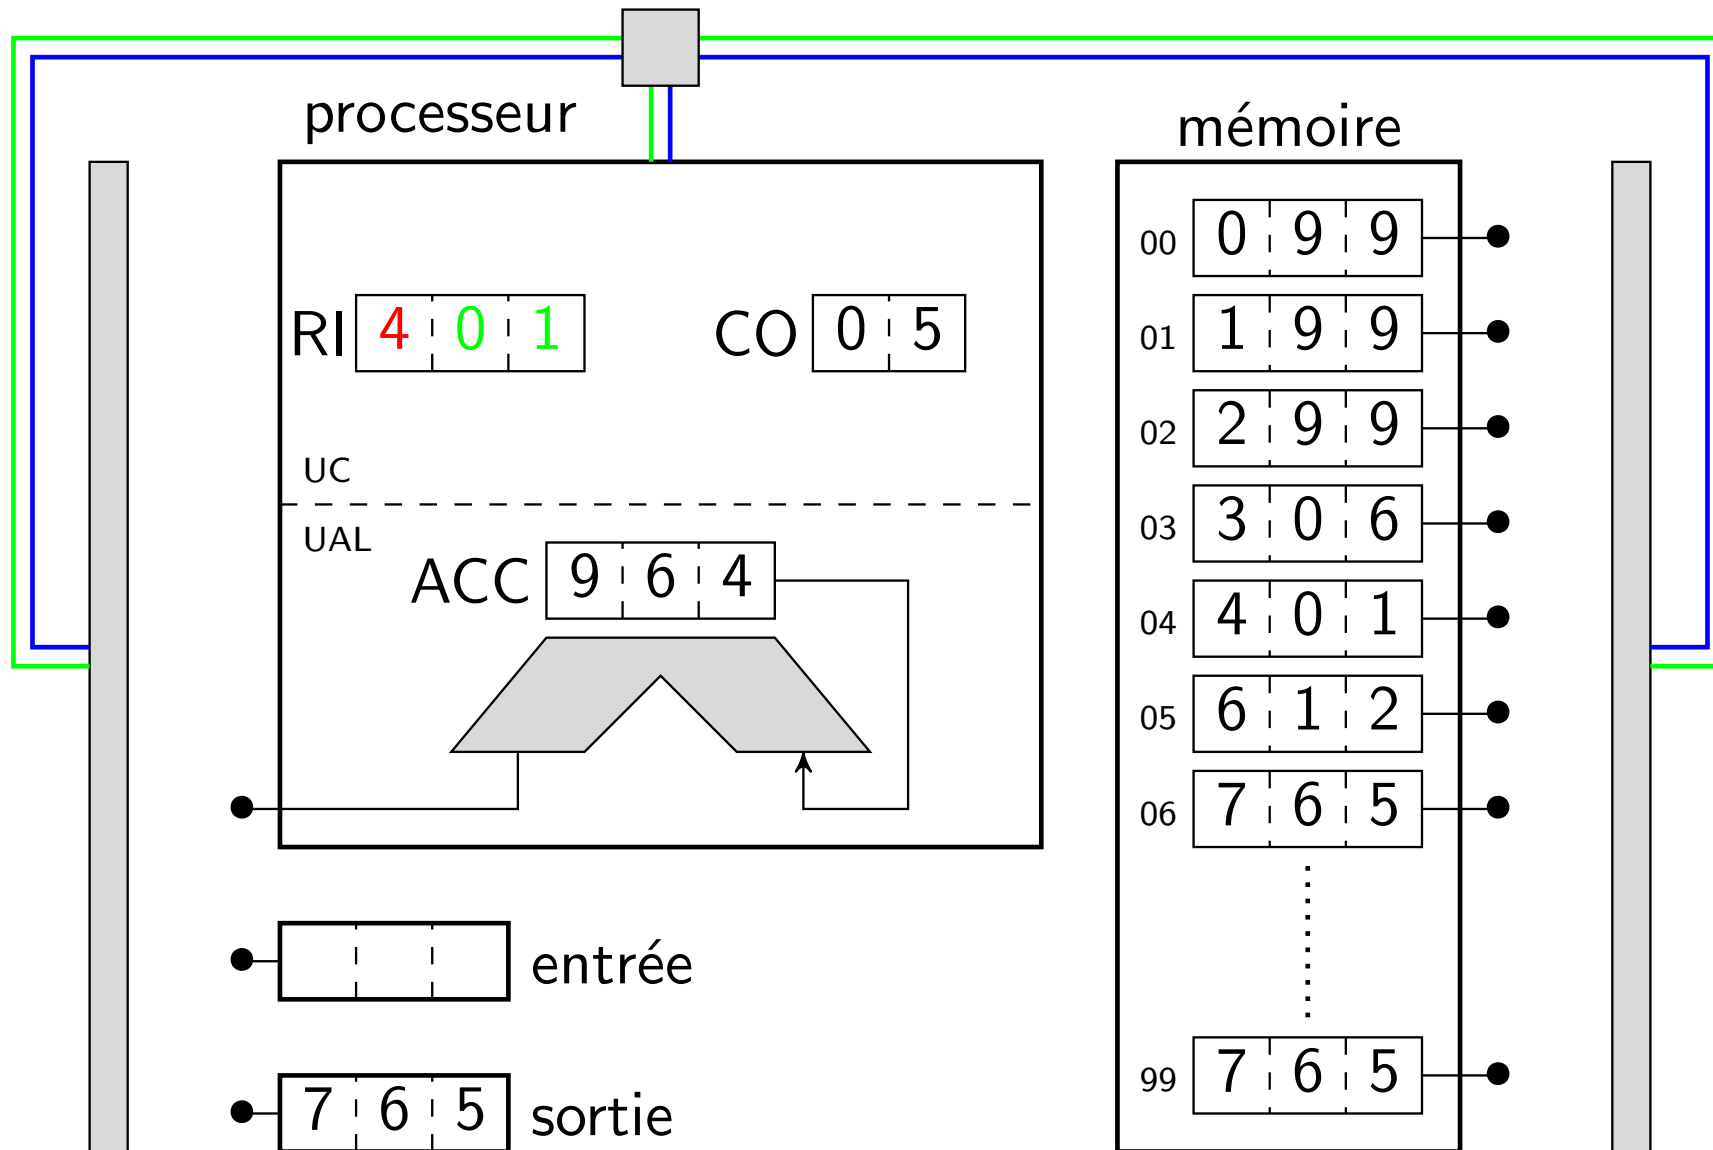 processeur
RI 4 0 1
CO 0 5
UC
UAL
ACC 9 6 4
entrée
7 6 5 sortie
mémoire
00 0 9 9
01 1 9 9
02 2 9 9
03 3 0 6
04 4 0 1
05 6 1 2
06 7 6 5
99 7 6 5